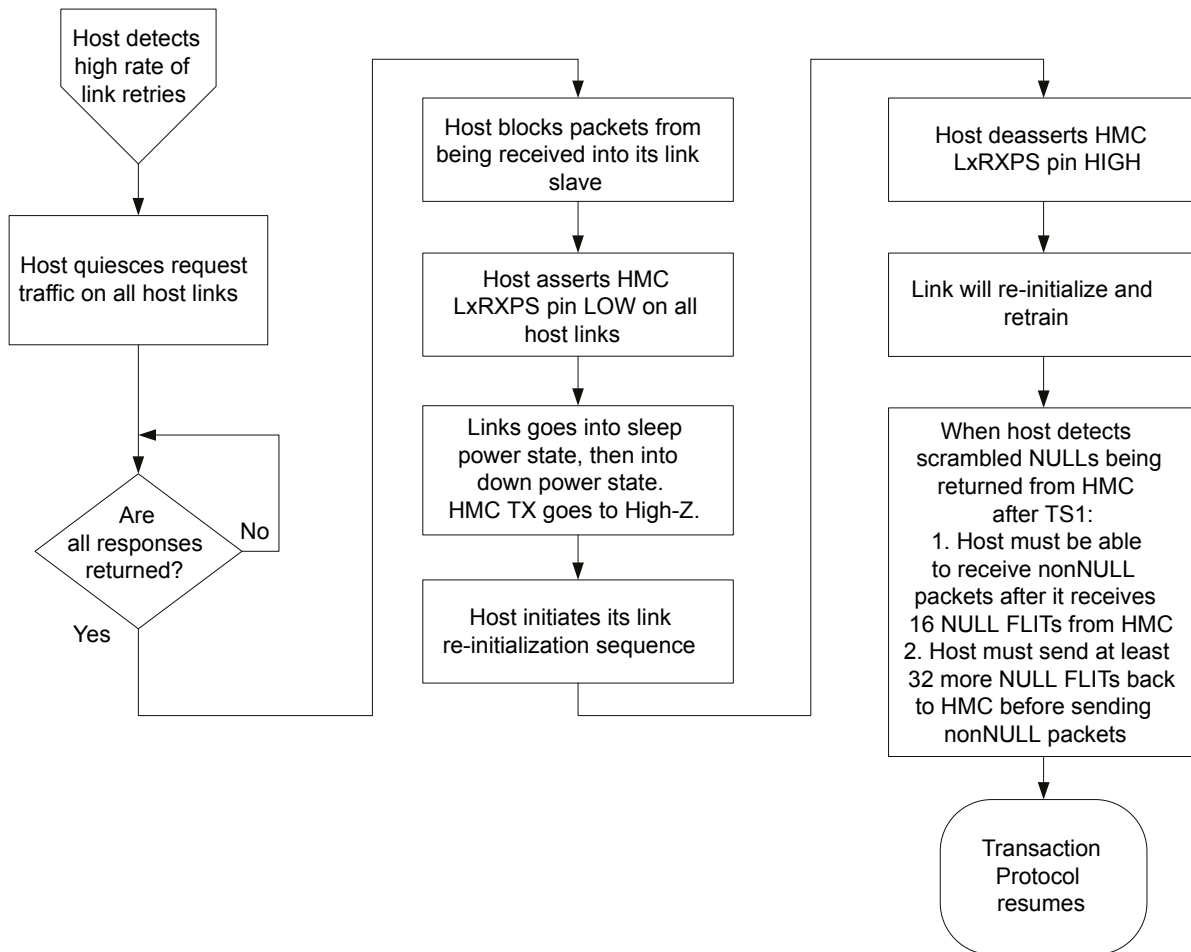 Host detects
high rate of
link retries
Host quiesces request
traffic on all host links
Are
all responses
returned?
No
Yes
Host blocks packets from
being received into its link
slave
Host asserts HMC
LxRXPS pin LOW on all
host links
Links goes into sleep
power state, then into
down power state.
HMC TX goes to High-Z.
Host initiates its link
re-initialization sequence
Host deasserts HMC
LxRXPS pin HIGH
Link will re-initialize and
retrain
When host detects
scrambled NULLs being
returned from HMC
after TS1:
1. Host must be able
to receive nonNULL
packets after it receives
16 NULL FLITs from HMC
2. Host must send at least
32 more NULL FLITs back
to HMC before sending
nonNULL packets
Transaction
Protocol
resumes